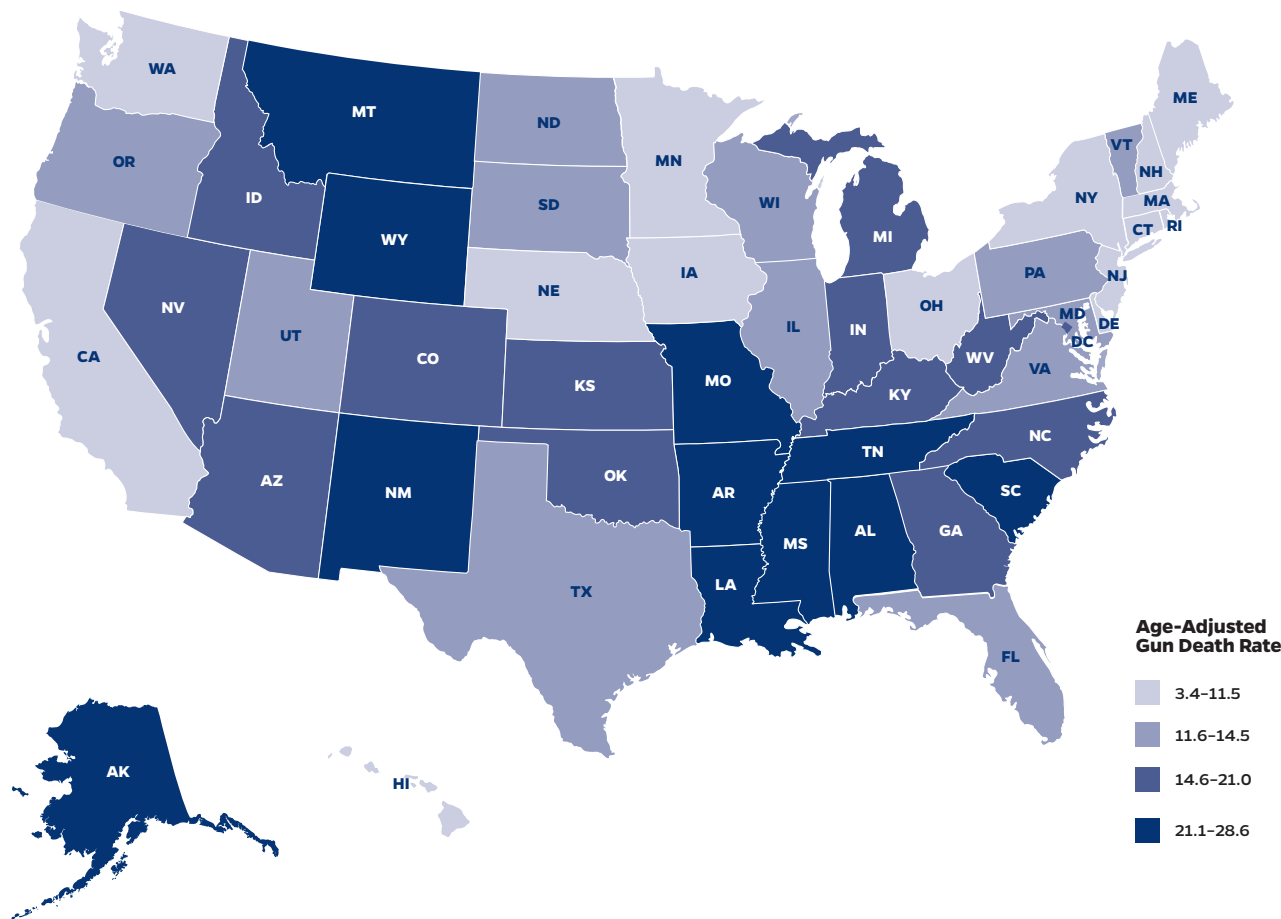 WA
MT
ND
MN
ME
OR
ID
SD
WI
MI
VT
NH
NY
MA
CT
RI
WY
NE
IA
PA
NJ
NV
UT
CO
KS
IL
IN
OH
MD
DE
DC
WV
VA
CA
MO
KY
NC
AZ
NM
OK
AR
TN
SC
MS
AL
GA
TX
LA
FL
AK
HI
Age-Adjusted
Gun Death Rate
3.4–11.5
11.6–14.5
14.6–21.0
21.1–28.6